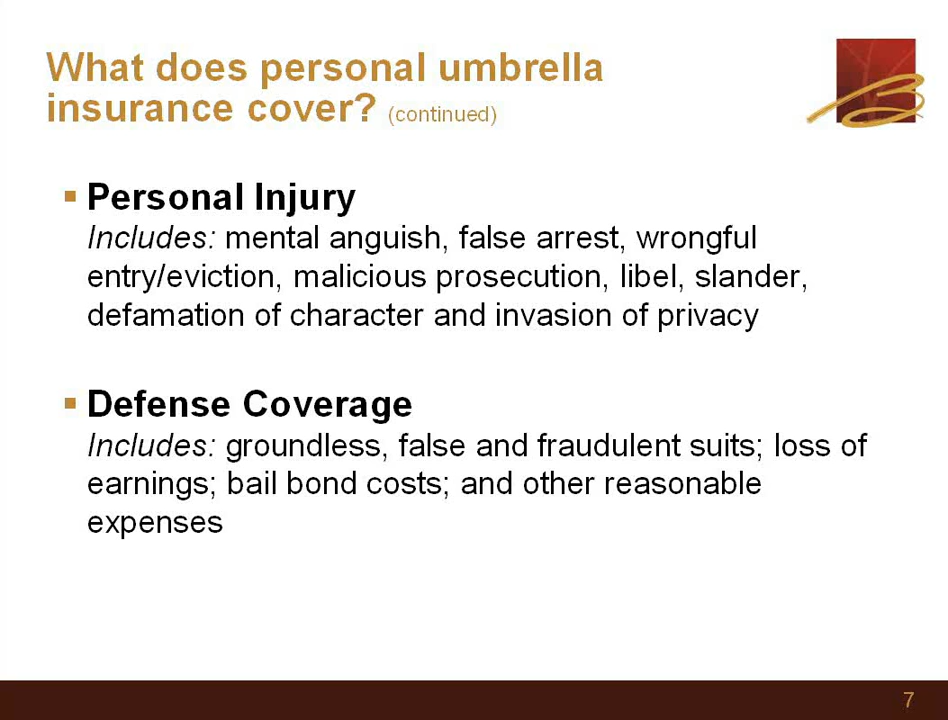 What does personal umbrella
insurance cover? (continued)
▪ Personal Injury
Includes: mental anguish, false arrest, wrongful
entry/eviction, malicious prosecution, libel, slander,
defamation of character and invasion of privacy
▪ Defense Coverage
Includes: groundless, false and fraudulent suits; loss of
earnings; bail bond costs; and other reasonable
expenses
7